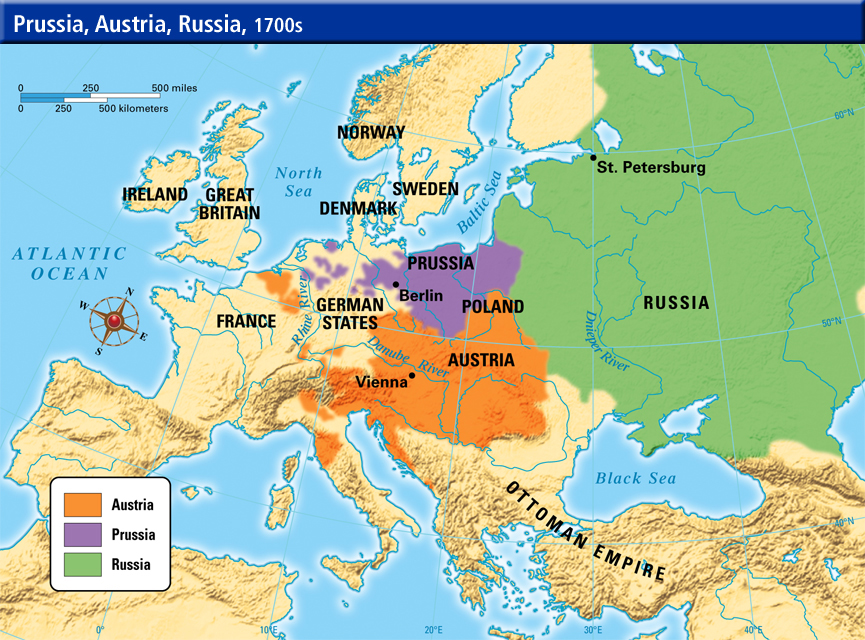 Prussia, Austria, Russia, 1700s
0 250 500 miles
0 250 500 kilometers
60°N
NORWAY
St. Petersburg
North
Sea
SWEDEN
IRELAND
GREAT
BRITAIN
DENMARK
Baltic Sea
ATLANTIC
OCEAN
PRUSSIA
N
W
E
S
Berlin
RUSSIA
GERMAN
STATES
POLAND
Rhine River
FRANCE
50°N
Dnieper River
Danube River
AUSTRIA
Vienna
Black Sea
OTTOMAN EMPIRE
Austria
Prussia
Russia
40°N
0°
10°E
20°E
30°E
40°E